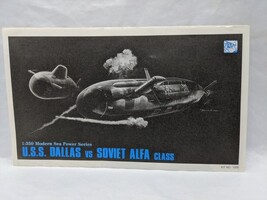 1:350 Modern Sea Power Series
U.S.S. DALLAS vs SOVIET ALFA CLASS